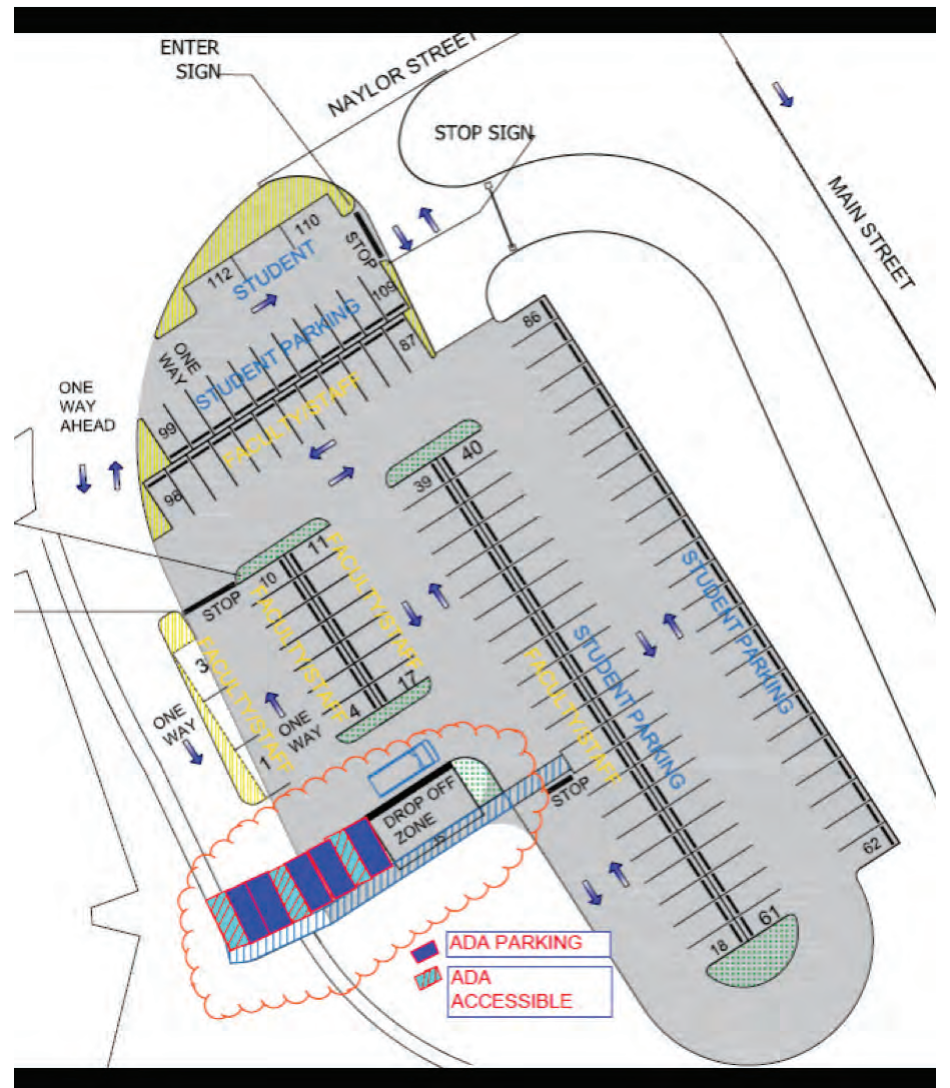 ENTER
SIGN
NAYLOR STREET
STOP SIGN
MAIN STREET
110
112
STUDENT
STOP
109
STUDENT PARKING
ONE
WAY
87
86
99
FACULTY/STAFF
98
ONE
WAY
AHEAD
39
40
10
11
STOP
FACULTY/STAFF
FACULTY/STAFF
3
FACULTY/STAFF
ONE
WAY
1
ONE
WAY
4
17
FACULTY/STAFF
STUDENT PARKING
STUDENT PARKING
DROP OFF
ZONE
STOP
62
18
61
ADA PARKING
ADA
ACCESSIBLE